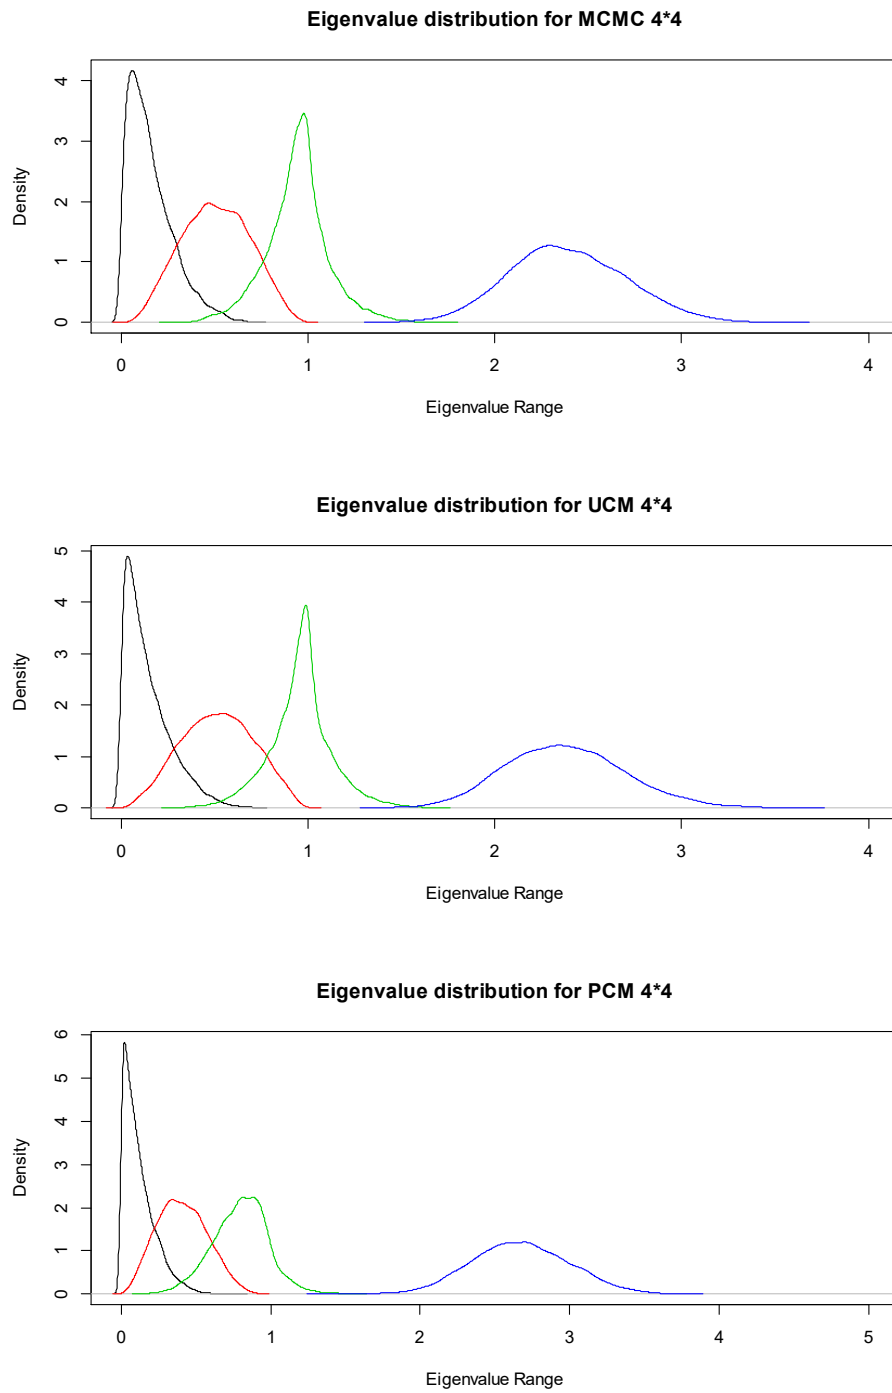 Eigenvalue distribution for MCMC 4*4
4
3
2
1
0
Density
0 1 2 3 4
Eigenvalue Range
Eigenvalue distribution for UCM 4*4
5
4
3
2
1
0
Density
0 1 2 3 4
Eigenvalue Range
Eigenvalue distribution for PCM 4*4
6
5
4
3
2
1
0
Density
0 1 2 3 4 5
Eigenvalue Range